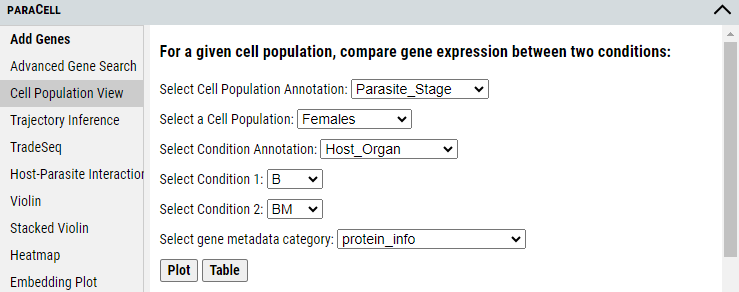 PARACELL
Add Genes
Advanced Gene Search
Cell Population View
Trajectory Inference
TradeSeq
Host-Parasite Interaction
Violin
Stacked Violin
Heatmap
Embedding Plot
For a given cell population, compare gene expression between two conditions:
Select Cell Population Annotation: Parasite_Stage
Select a Cell Population: Females
Select Condition Annotation: Host_Organ
Select Condition 1: B
Select Condition 2: BM
Select gene metadata category: protein_info
Plot Table